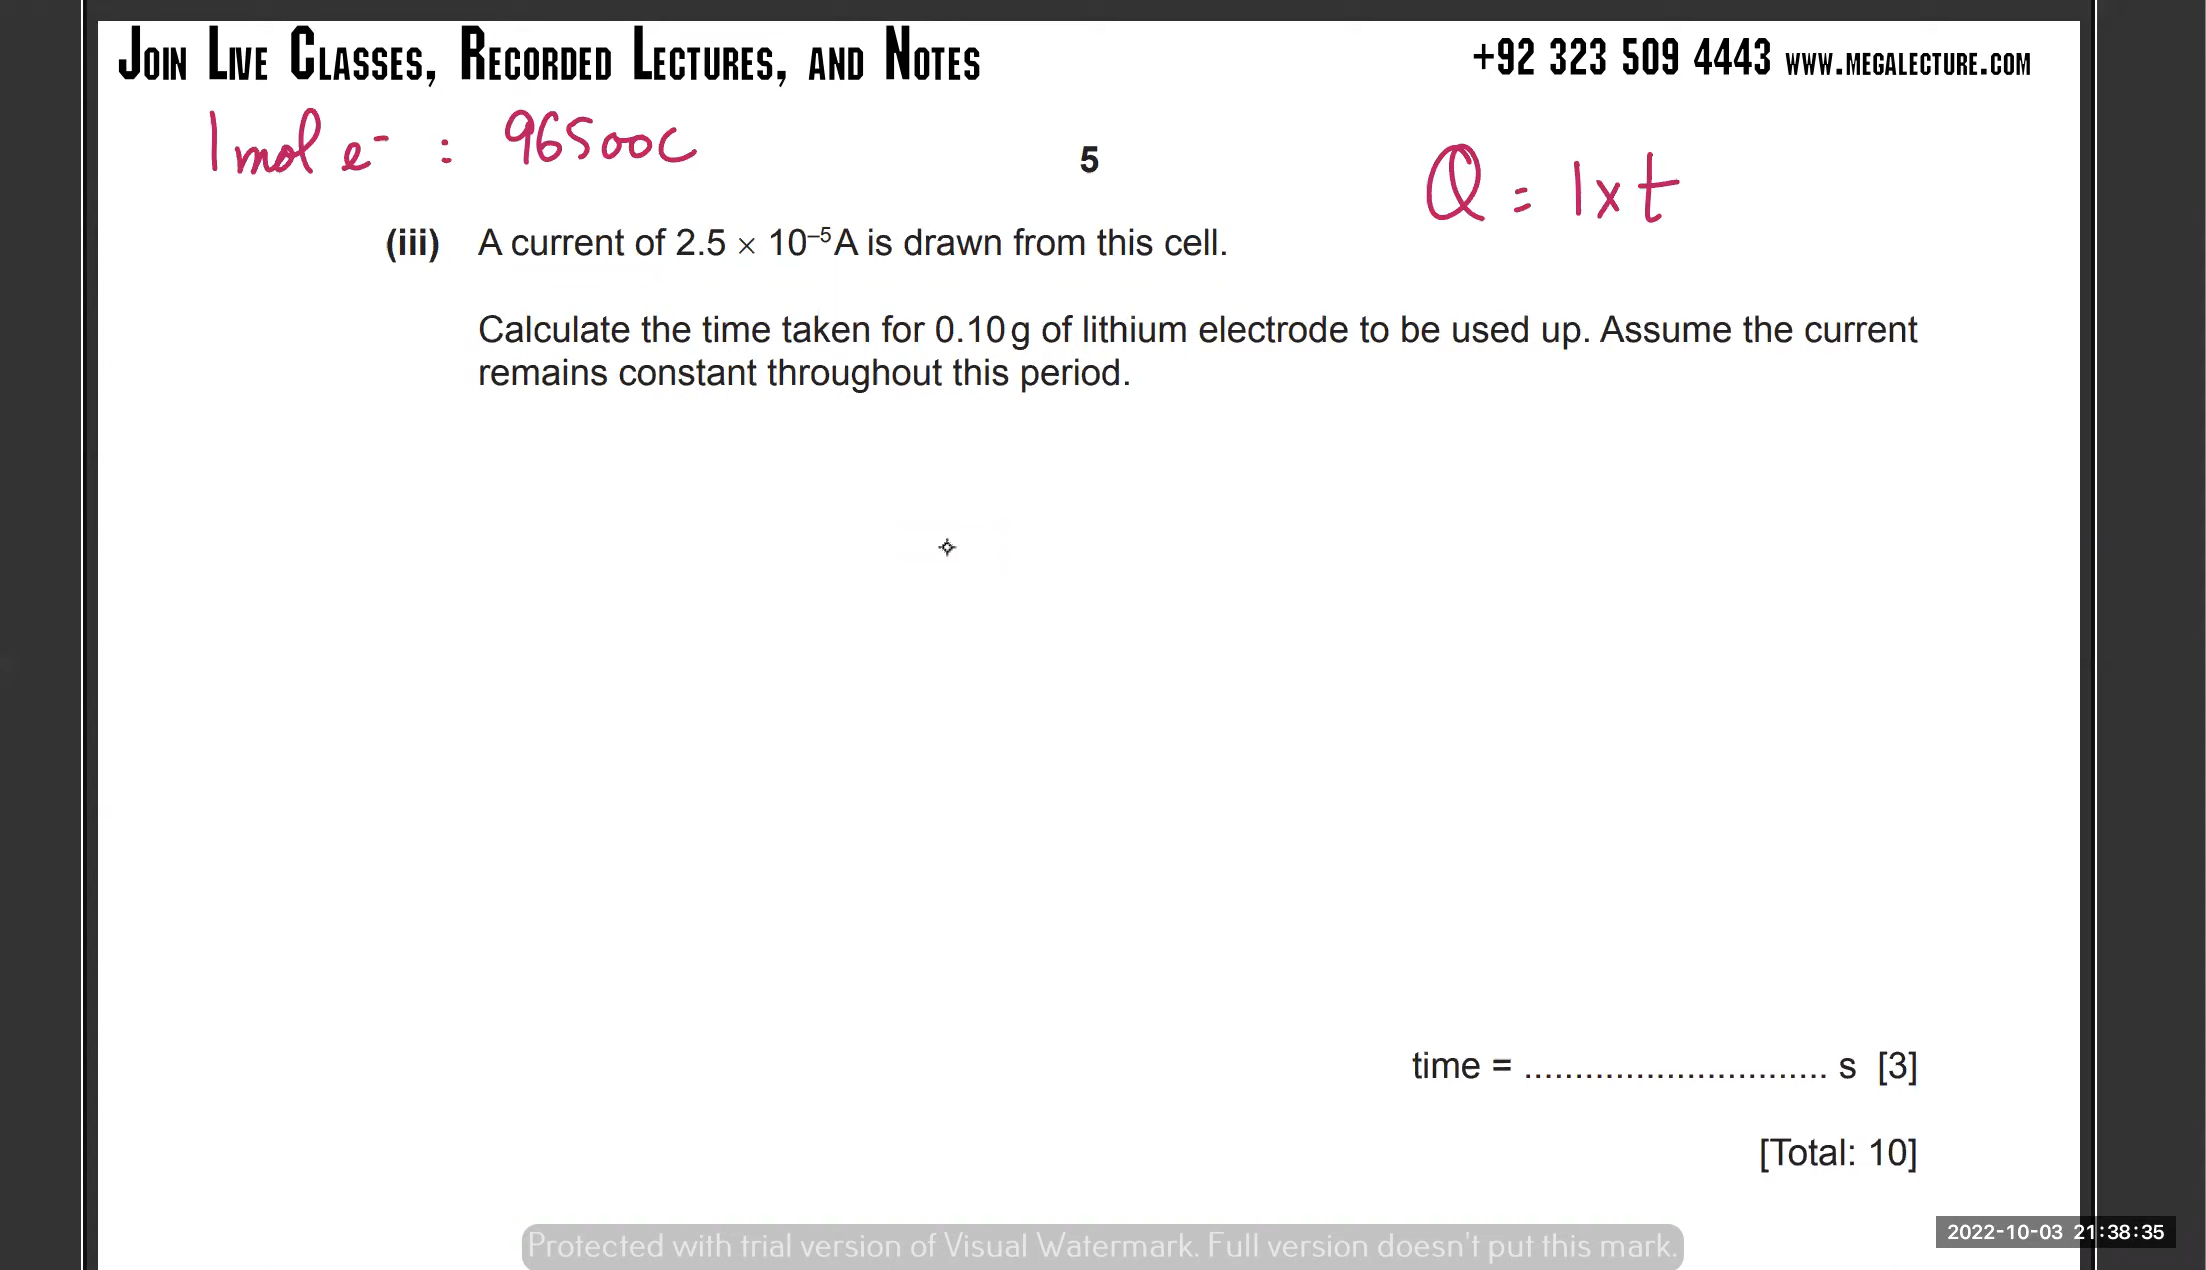 JOIN LIVE CLASSES, RECORDED LECTURES, AND NOTES
+92 323 509 4443 WWW.MEGALECTURE.COM
1 mol e⁻ : 96500C
5
Q = I x t
(iii) A current of 2.5 × 10⁻⁵A is drawn from this cell.
Calculate the time taken for 0.10g of lithium electrode to be used up. Assume the current
remains constant throughout this period.
time = .............................. s [3]
[Total: 10]
Protected with trial version of Visual Watermark. Full version doesn't put this mark.
2022-10-03 21:38:35